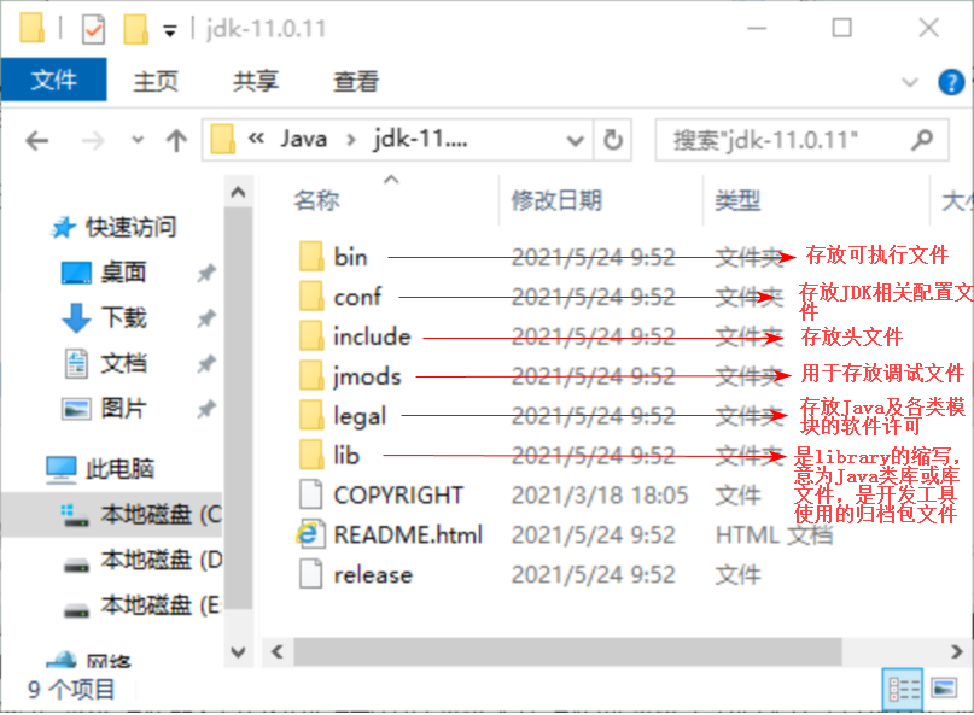 jdk-11.0.11
文件 主页 共享 查看
« Java › jdk-11.... 搜索"jdk-11.0.11"
名称 修改日期 类型 大小
快速访问
桌面
下载
文档
图片
此电脑
本地磁盘 (C
本地磁盘 (D
本地磁盘 (E
网络
bin 2021/5/24 9:52 文件夹 存放可执行文件
conf 2021/5/24 9:52 文件夹 存放JDK相关配置文
件
include 2021/5/24 9:52 文件夹 存放头文件
jmods 2021/5/24 9:52 文件夹 用于存放调试文件
legal 2021/5/24 9:52 文件夹 存放Java及各类模
块的软件许可
lib 2021/5/24 9:52 文件夹 是library的缩写，
意为Java类库或库
文件，是开发工具
使用的归档包文件
COPYRIGHT 2021/3/18 18:05 文件
README.html 2021/5/24 9:52 HTML 文档
release 2021/5/24 9:52 文件
9 个项目